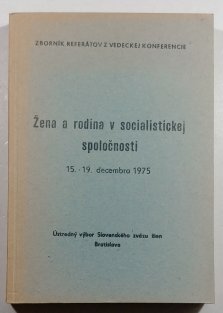 ZBORNÍK REFERÁTOV Z VEDECKEJ KONFERENCIE
Žena a rodina v socialistickej
spoločnosti
15. - 19. decembra 1975
Ústredný výbor Slovenského zväzu žien
Bratislava